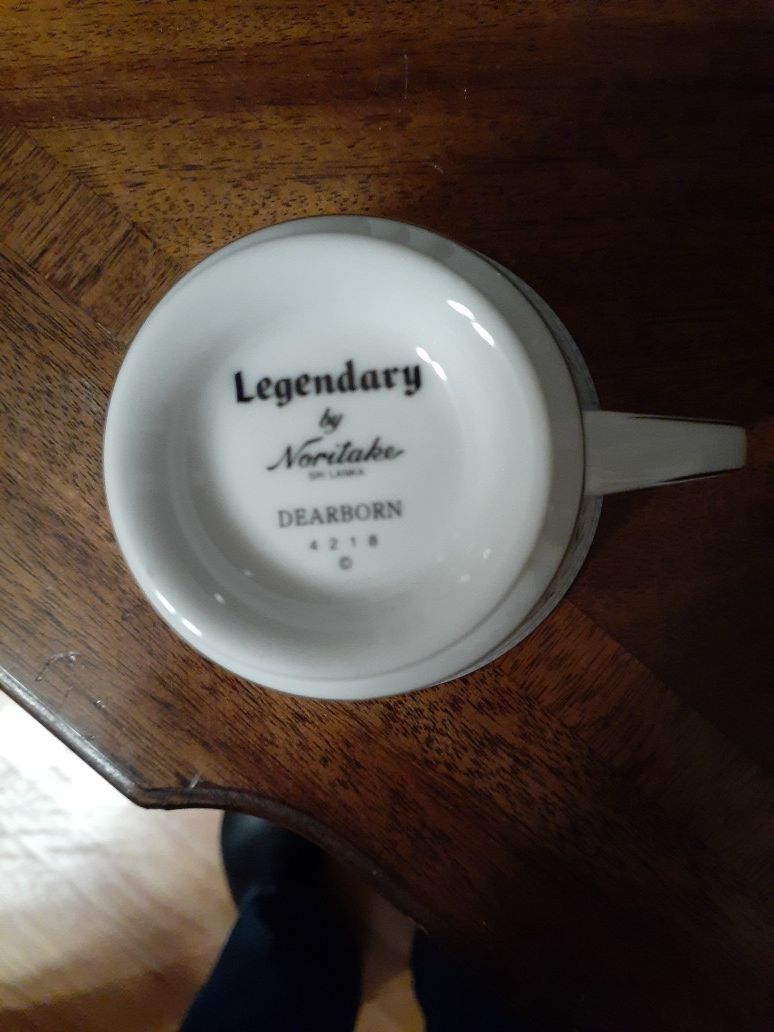 Legendary
by
Noritake
SRI LANKA
DEARBORN
4218
©